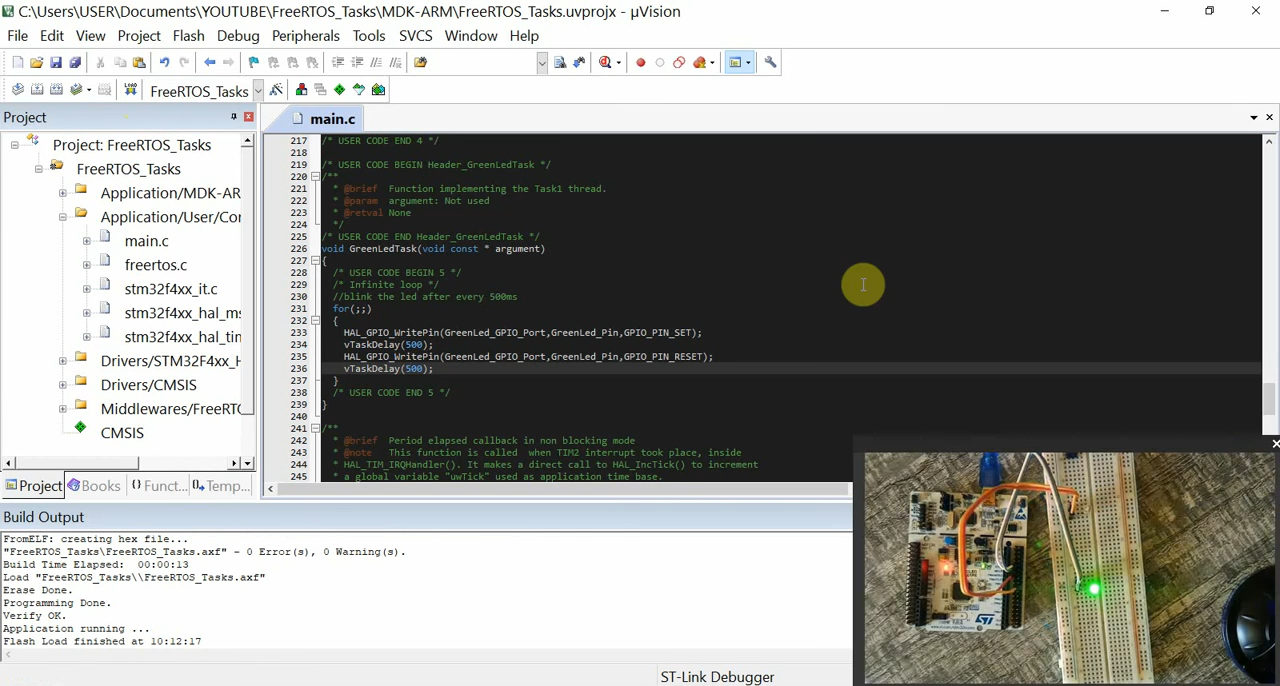 C:\Users\USER\Documents\YOUTUBE\FreeRTOS_Tasks\MDK-ARM\FreeRTOS_Tasks.uvprojx - µVision
File Edit View Project Flash Debug Peripherals Tools SVCS Window Help
LOAD
FreeRTOS_Tasks
Project
main.c
Project: FreeRTOS_Tasks
FreeRTOS_Tasks
Application/MDK-AR
Application/User/Cor
main.c
freertos.c
stm32f4xx_it.c
stm32f4xx_hal_ms
stm32f4xx_hal_tin
Drivers/STM32F4xx_H
Drivers/CMSIS
Middlewares/FreeRTO
CMSIS
217 /* USER CODE END 4 */
218
219 /* USER CODE BEGIN Header_GreenLedTask */
220 /**
221 * @brief Function implementing the Task1 thread.
222 * @param argument: Not used
223 * @retval None
224 */
225 /* USER CODE END Header_GreenLedTask */
226 void GreenLedTask(void const * argument)
227 {
228 /* USER CODE BEGIN 5 */
229 /* Infinite loop */
230 //blink the led after every 500ms
231 for(;;)
232 {
233 HAL_GPIO_WritePin(GreenLed_GPIO_Port,GreenLed_Pin,GPIO_PIN_SET);
234 vTaskDelay(500);
235 HAL_GPIO_WritePin(GreenLed_GPIO_Port,GreenLed_Pin,GPIO_PIN_RESET);
236 vTaskDelay(500);
237 }
238 /* USER CODE END 5 */
239 }
240
241 /**
242 * @brief Period elapsed callback in non blocking mode
243 * @note This function is called when TIM2 interrupt took place, inside
244 * HAL_TIM_IRQHandler(). It makes a direct call to HAL_IncTick() to increment
245 * a global variable "uwTick" used as application time base.
Project Books {} Funct... Temp...
Build Output
FromELF: creating hex file...
"FreeRTOS_Tasks\FreeRTOS_Tasks.axf" - 0 Error(s), 0 Warning(s).
Build Time Elapsed: 00:00:13
Load "FreeRTOS_Tasks\\FreeRTOS_Tasks.axf"
Erase Done.
Programming Done.
Verify OK.
Application running ...
Flash Load finished at 10:12:17
ST-Link Debugger